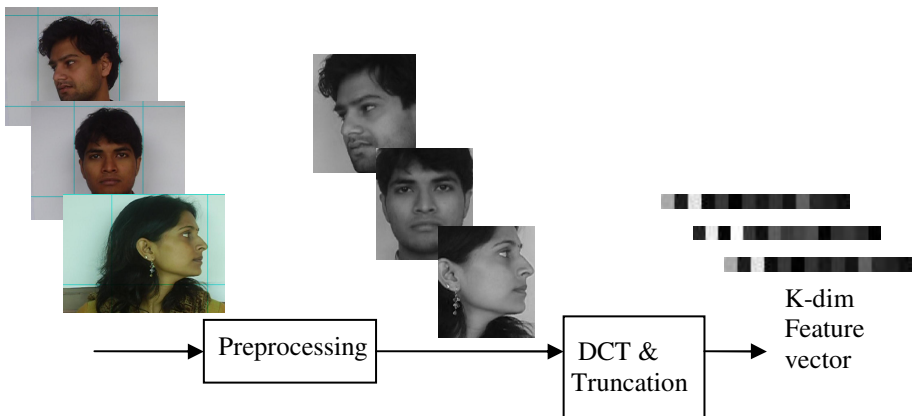 Preprocessing
DCT &
Truncation
K-dim
Feature
vector